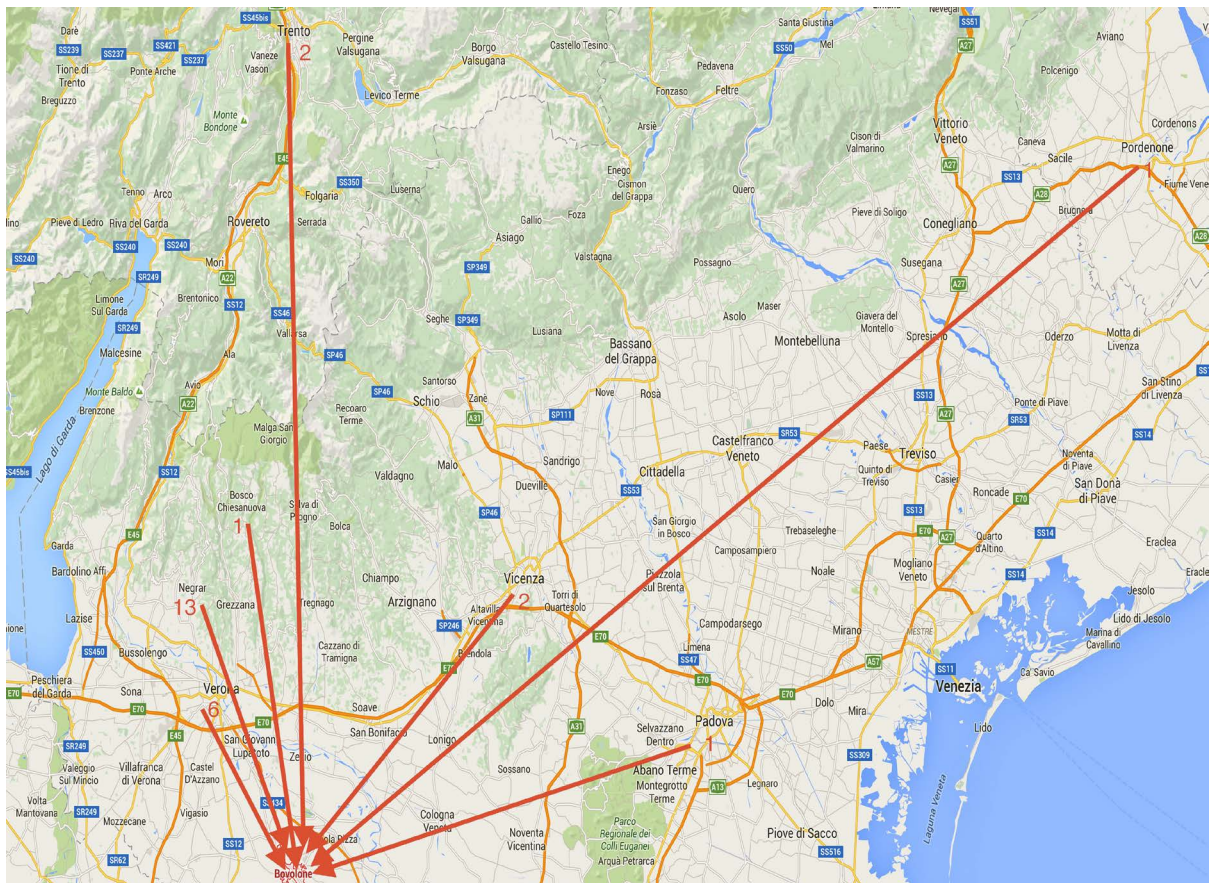 SS45bis
Trento
2
Darè
SS239
SS237
SS421
Ponte Arche
SS237
Vaneze
Vason
Pergine
Valsugana
Borgo
Valsugana
Castello Tesino
Santa Giustina
SS50
Mel
SS51
Nevegal
A27
Aviano
Tione di
Trento
Breguzzo
Monte
Bondone
Levico Terme
Pedavena
Fonzaso
Feltre
Polcenigo
Arsiè
Cison di
Valmarino
Vittorio
Veneto
Caneva
Sacile
Cordenons
Pordenone
1
E45
SS350
Folgaria
Luserna
Enego
Cismon
del Grappa
Quero
A27
SS13
A28
Fiume Vene
Brugnera
Tenno
Arco
Pieve di Ledro
Riva del Garda
Rovereto
Serrada
Gallio
Foza
Pieve di Soligo
Conegliano
A28
SS240
SS240
SS240
Mori
SR249
A22
Asiago
SP349
Valstagna
Possagno
Susegana
A27
Brentonico
SS12
Limone
Sul Garda
SS46
Vallarsa
SR249
Malcesine
Ala
SP46
Seghe
SP349
Lusiana
Bassano
del Grappa
Asolo
Maser
Giavera del
Montello
Montebelluna
Spresiano
Oderzo
Motta di
Livenza
Monte Baldo
Avio
A22
Brenzone
SP46
Santorso
Schio
Zanè
A31
Nove
Rosà
SP111
SS13
A27
SR53
Ponte di Piave
San Stino
di Livenza
SS14
Recoaro
Terme
Malga San
Giorgio
Lago di Garda
SS45bis
SS12
Valdagno
Malo
Sandrigo
Dueville
Cittadella
SS53
Castelfranco
Veneto
SR53
Paese
Treviso
Quinto di
Treviso
Casier
Noventa
di Piave
San Donà
di Piave
Roncade
E70
Bosco
Chiesanuova
1
Selva di
Progno
Bolca
SP46
San Giorgio
in Bosco
Trebaseleghe
SS13
E70
A27
Quarto
d'Altino
SS14
Eraclea
E45
Garda
Bardolino
Affi
Negrar
13
Grezzana
Tregnago
Chiampo
Arzignano
Vicenza
2
Camposampiero
Piazzola
sul Brenta
Noale
Mogliano
Veneto
SS14
Eracle
Jesolo
Lido di Jesolo
Lazise
Altavilla
Vicentina
Torri di
Quartesolo
SP246
E70
Campodarsego
Mirano
MESTRE
Marina di
Cavallino
SS450
Bussolengo
Cazzano di
Tramigna
Brendola
Limena
SS47
A57
SS11
Ca' Savio
Peschiera
del Garda
E70
Sona
Verona
6
E70
Soave
San Bonifacio
E70
E70
Dolo
Mira
Venezia
Lido
E70
E45
San Giovanni
Lupatoto
Lonigo
A31
Selvazzano
Dentro
Padova
1
SR249
Valeggio
Sul Mincio
Villafranca
di Verona
Castel
D'Azzano
Zevio
Sossano
Abano Terme
Montegrotto
Terme
A13
Legnaro
SS309
Volta
Mantovana
SR249
Mozzecane
Vigasio
SS434
Isola Rizza
Cologna
Veneta
Noventa
Vicentina
Parco
Regionale dei
Colli Euganei
Arquà Petrarca
Piove di Sacco
Laguna Veneta
SR62
SS12
SS516
Bovolone